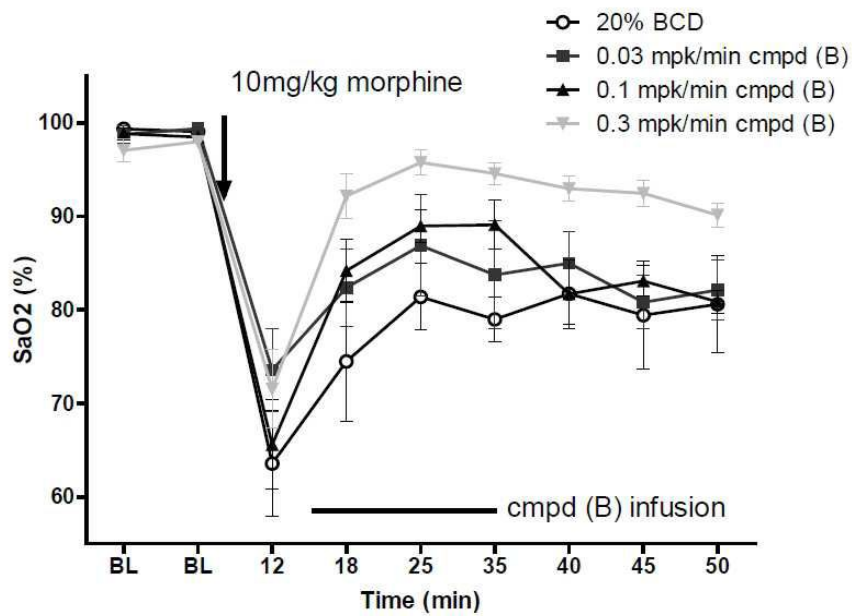 20% BCD
0.03 mpk/min cmpd (B)
0.1 mpk/min cmpd (B)
0.3 mpk/min cmpd (B)
10mg/kg morphine
100
90
80
70
60
SaO2 (%)
cmpd (B) infusion
BL BL 12 18 25 35 40 45 50
Time (min)